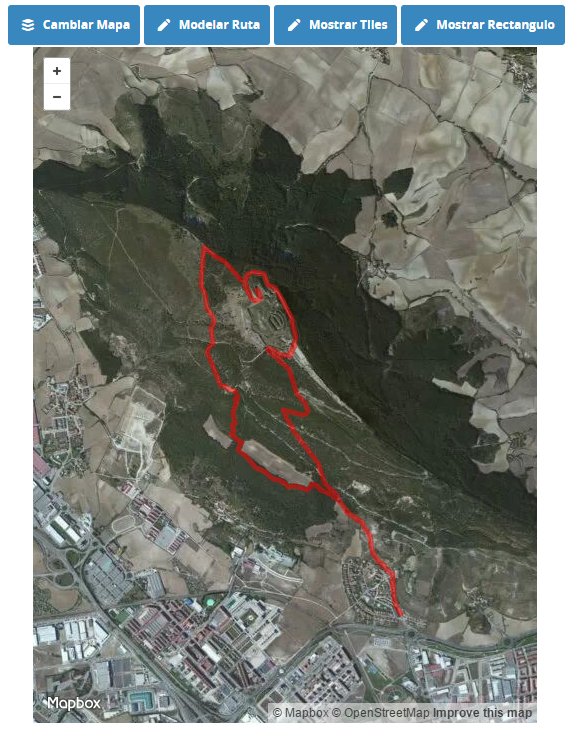 Cambiar Mapa
Modelar Ruta
Mostrar Tiles
Mostrar Rectangulo
+
−
Mapbox
© Mapbox © OpenStreetMap Improve this map